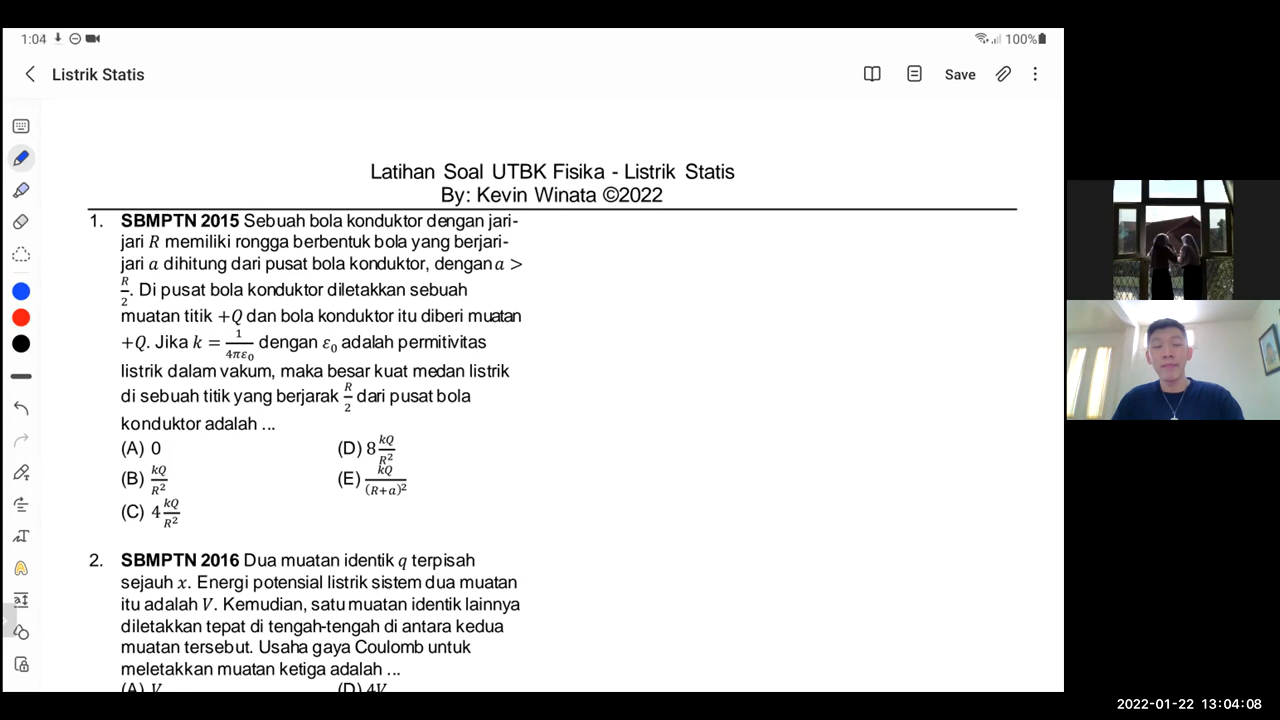 1:04
100%
Listrik Statis
Save
Latihan Soal UTBK Fisika - Listrik Statis
By: Kevin Winata ©2022
1. SBMPTN 2015 Sebuah bola konduktor dengan jari-
jari R memiliki rongga berbentuk bola yang berjari-
jari a dihitung dari pusat bola konduktor, dengan a >
R/2. Di pusat bola konduktor diletakkan sebuah
muatan titik +Q dan bola konduktor itu diberi muatan
+Q. Jika k = 1/4πε₀ dengan ε₀ adalah permitivitas
listrik dalam vakum, maka besar kuat medan listrik
di sebuah titik yang berjarak R/2 dari pusat bola
konduktor adalah ...
(A) 0 (D) 8 kQ/R²
(B) kQ/R² (E) kQ/(R+a)²
(C) 4 kQ/R²
2. SBMPTN 2016 Dua muatan identik q terpisah
sejauh x. Energi potensial listrik sistem dua muatan
itu adalah V. Kemudian, satu muatan identik lainnya
diletakkan tepat di tengah-tengah di antara kedua
muatan tersebut. Usaha gaya Coulomb untuk
meletakkan muatan ketiga adalah ...
(A) V (D) 4V
2022-01-22 13:04:08